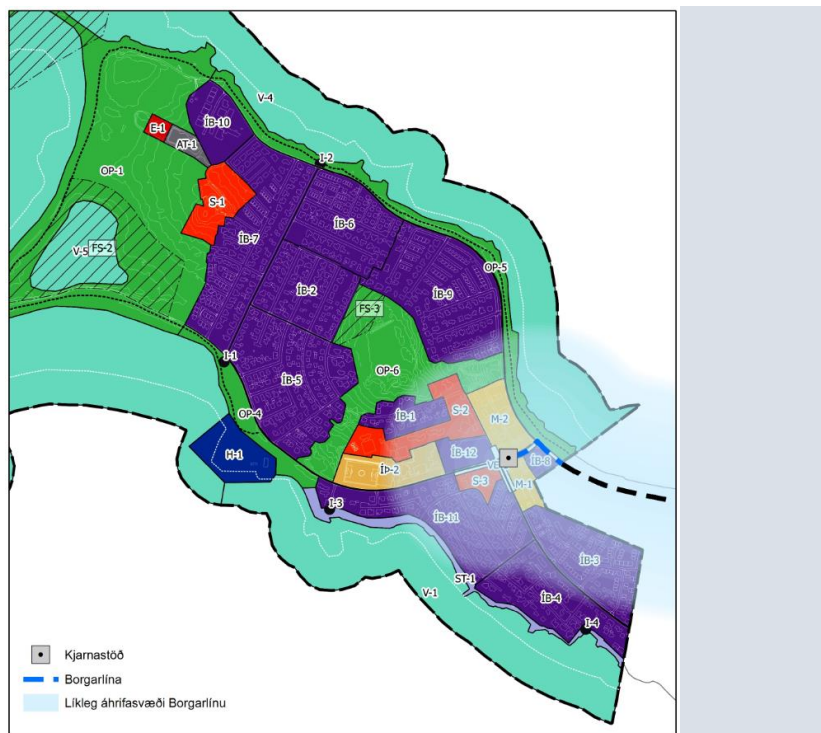 V-4
ÍB-10
E-1
AT-1
I-2
OP-1
S-1
ÍB-6
ÍB-7
V-5
FS-2
ÍB-2
ÍB-9
OP-5
FS-3
I-1
ÍB-5
OP-6
OP-4
ÍB-1
S-2
M-2
H-1
ÍB-12
ÍÞ-2
ÍB-8
S-3
M-1
I-3
ÍB-11
ÍB-3
ST-1
V-1
ÍB-4
I-4
Kjarnastöð
Borgarlína
Líkleg áhrifasvæði Borgarlínu